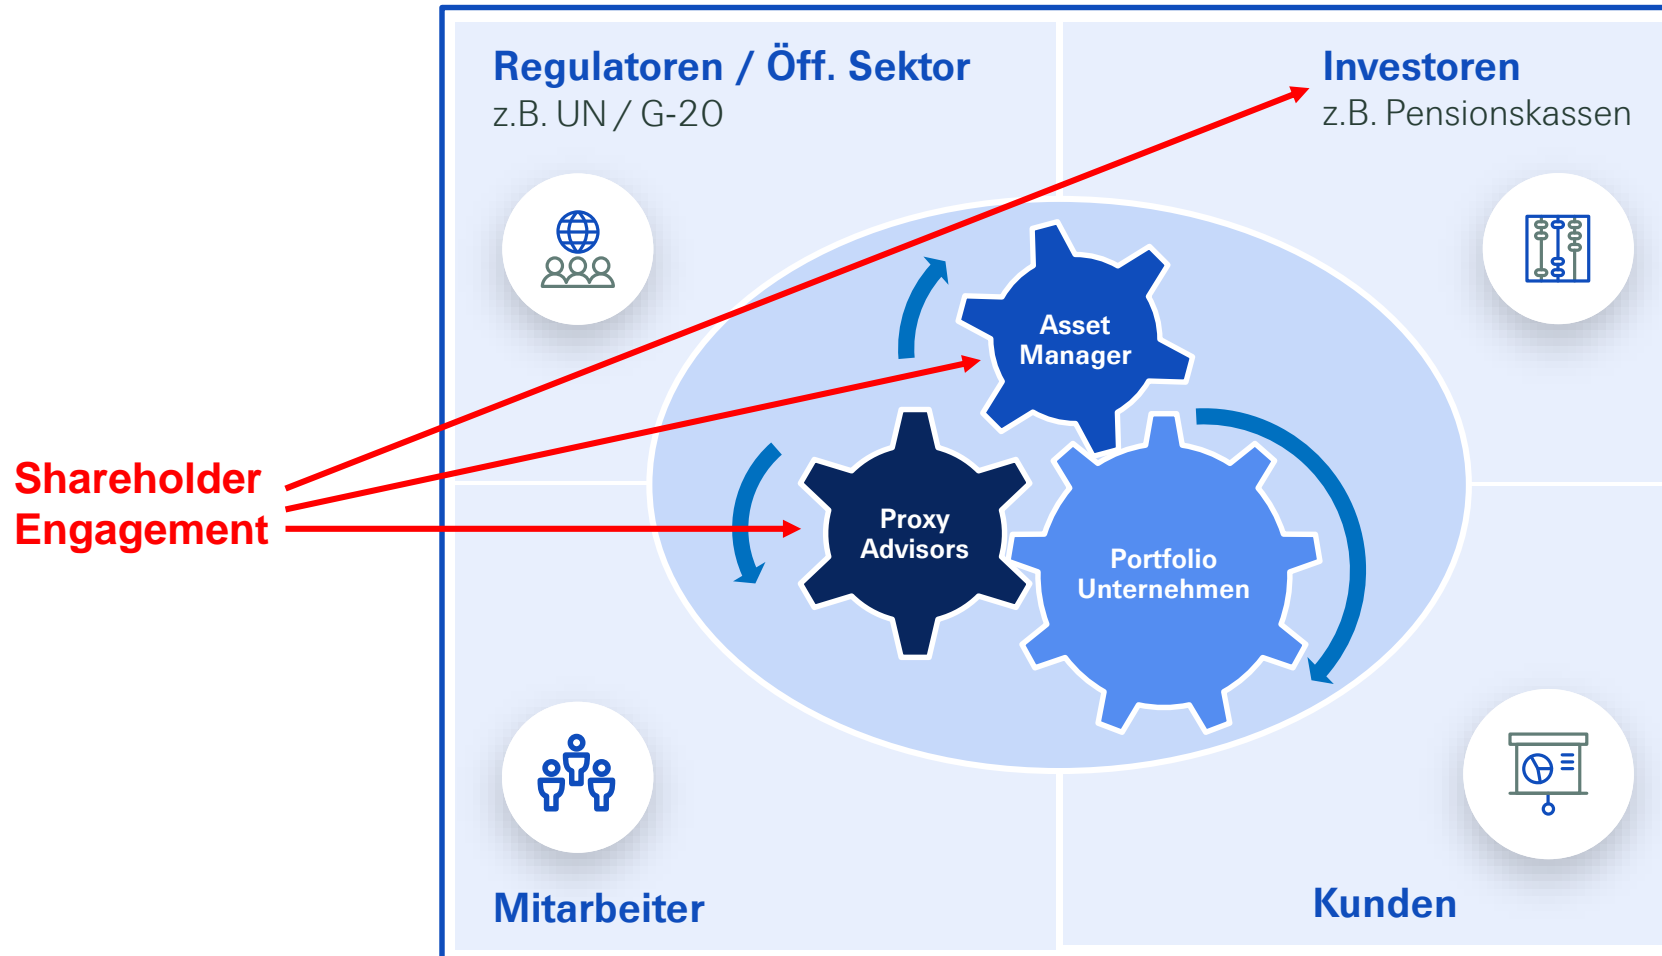 Regulatoren / Öff. Sektor
z.B. UN / G-20
Investoren
z.B. Pensionskassen
Asset
Manager
Shareholder
Engagement
Proxy
Advisors
Portfolio
Unternehmen
Mitarbeiter
Kunden